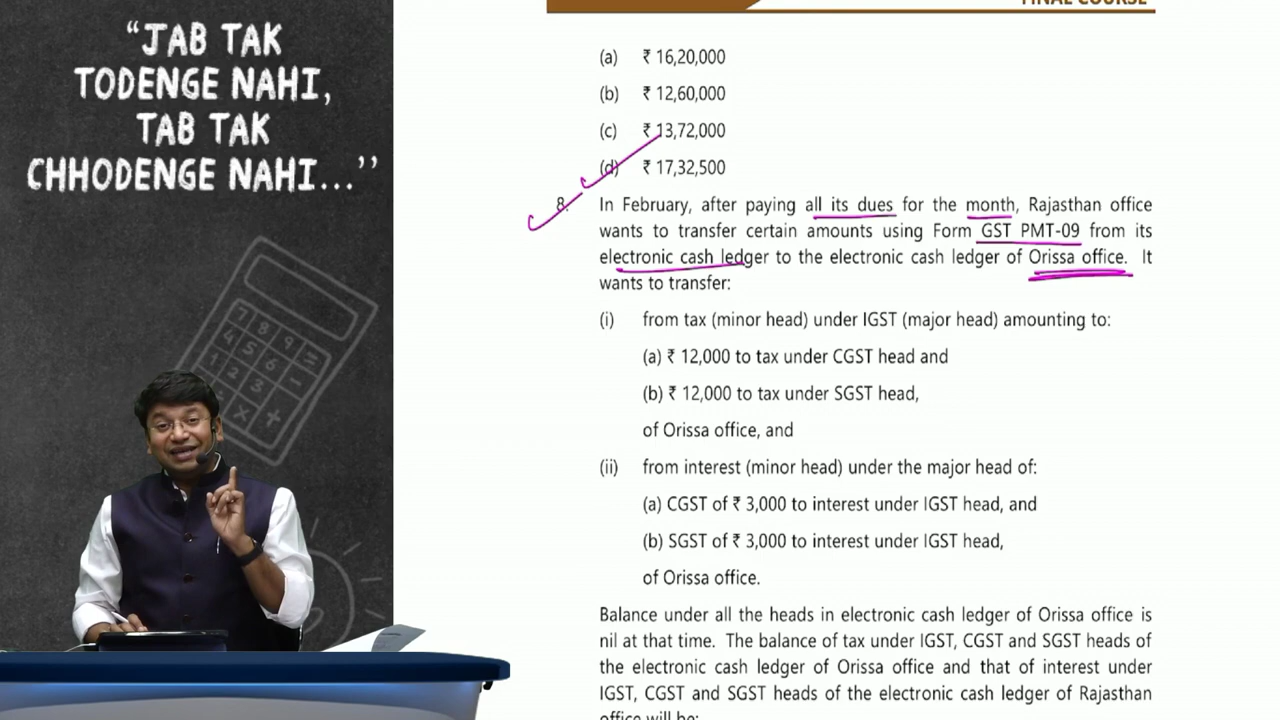 “JAB TAK
TODENGE NAHI,
TAB TAK
CHHODENGE NAHI...’’
FINAL COURSE
(a) ₹ 16,20,000
(b) ₹ 12,60,000
(c) ₹ 13,72,000
(d) ₹ 17,32,500
8. In February, after paying all its dues for the month, Rajasthan office
wants to transfer certain amounts using Form GST PMT-09 from its
electronic cash ledger to the electronic cash ledger of Orissa office. It
wants to transfer:
(i) from tax (minor head) under IGST (major head) amounting to:
(a) ₹ 12,000 to tax under CGST head and
(b) ₹ 12,000 to tax under SGST head,
of Orissa office, and
(ii) from interest (minor head) under the major head of:
(a) CGST of ₹ 3,000 to interest under IGST head, and
(b) SGST of ₹ 3,000 to interest under IGST head,
of Orissa office.
Balance under all the heads in electronic cash ledger of Orissa office is
nil at that time. The balance of tax under IGST, CGST and SGST heads of
the electronic cash ledger of Orissa office and that of interest under
IGST, CGST and SGST heads of the electronic cash ledger of Rajasthan
office will be: